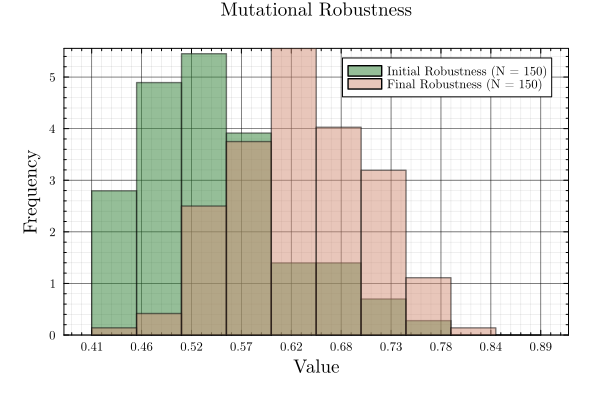 Mutational Robustness
Initial Robustness (N = 150)
Final Robustness (N = 150)
Frequency
5
4
3
2
1
0
0.41 0.46 0.52 0.57 0.62 0.68 0.73 0.78 0.84 0.89
Value